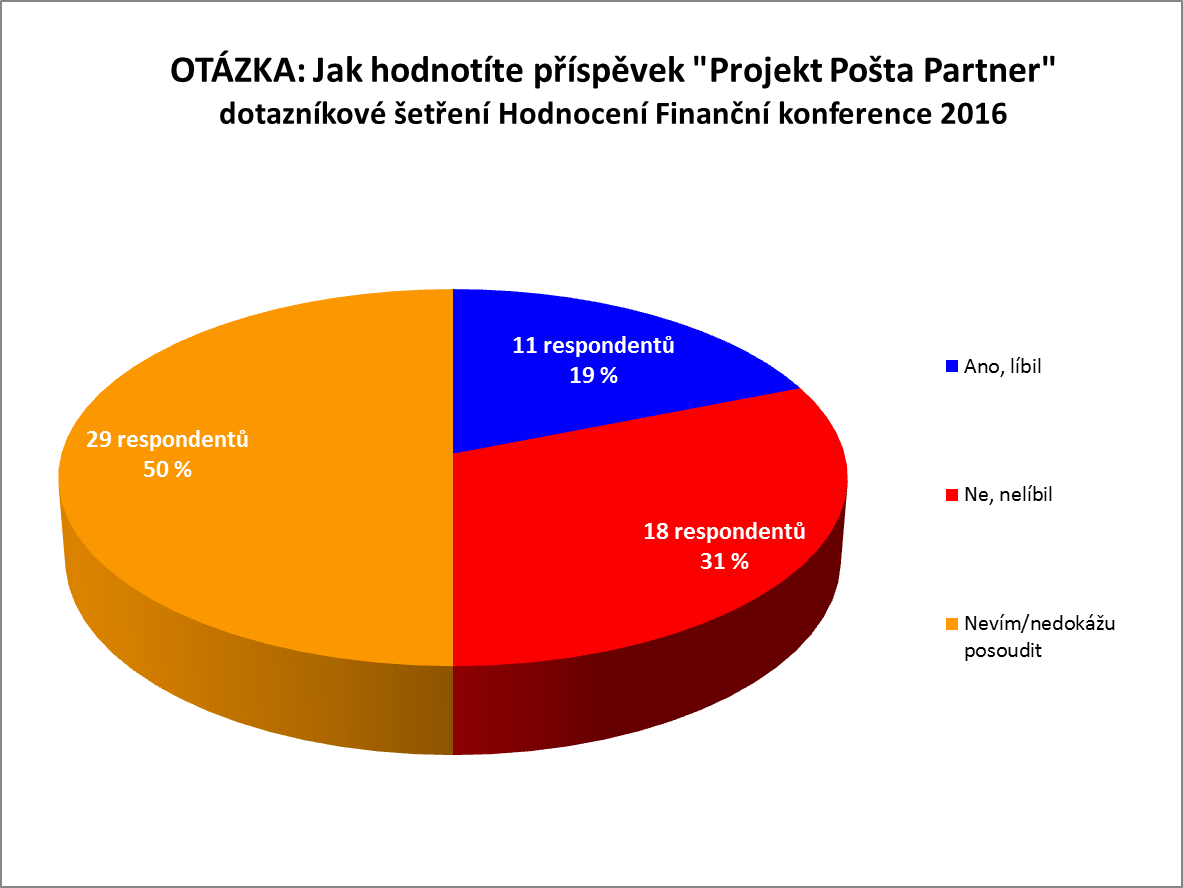 OTÁZKA: Jak hodnotíte příspěvek "Projekt Pošta Partner"
dotazníkové šetření Hodnocení Finanční konference 2016
11 respondentů
19 %
29 respondentů
50 %
18 respondentů
31 %
Ano, líbil
Ne, nelíbil
Nevím/nedokážu
posoudit